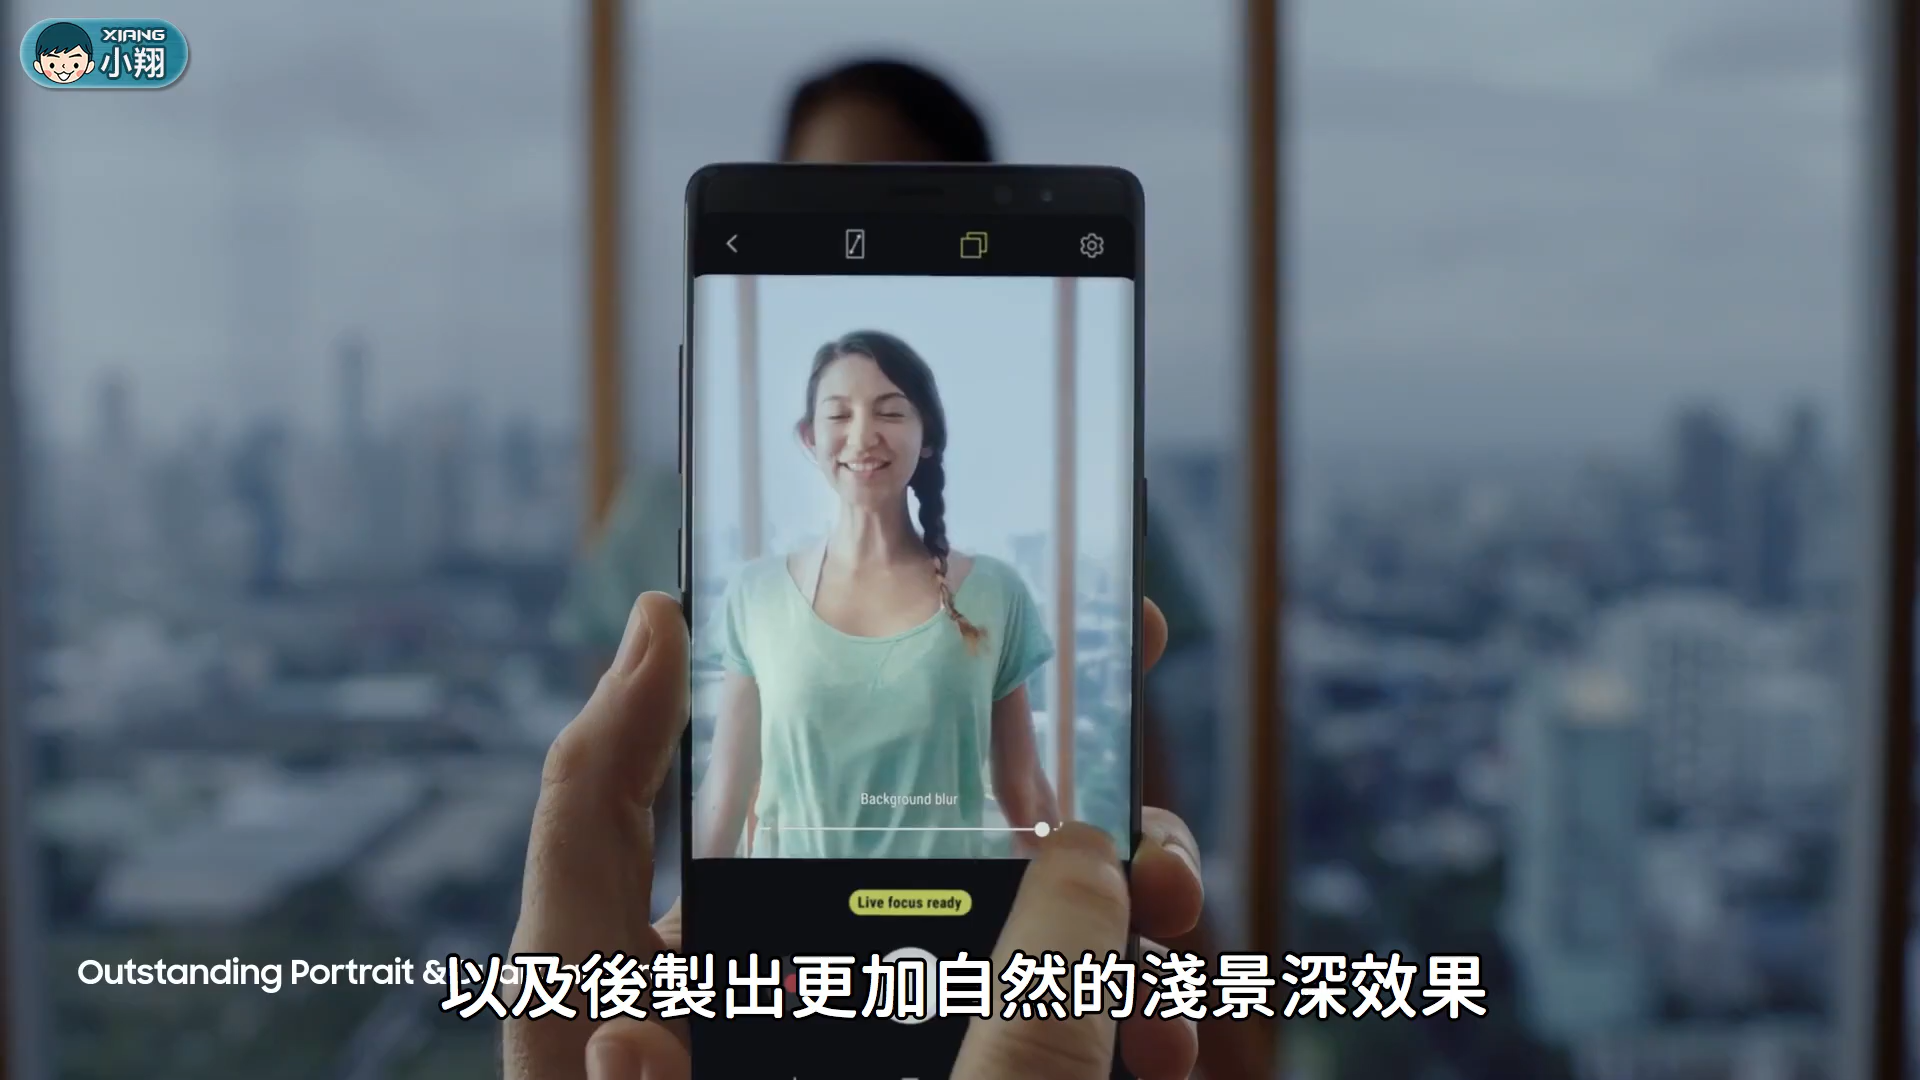 XIANG
小翔
Background blur
Live focus ready
Outstanding Portrait &
以及後製出更加自然的淺景深效果